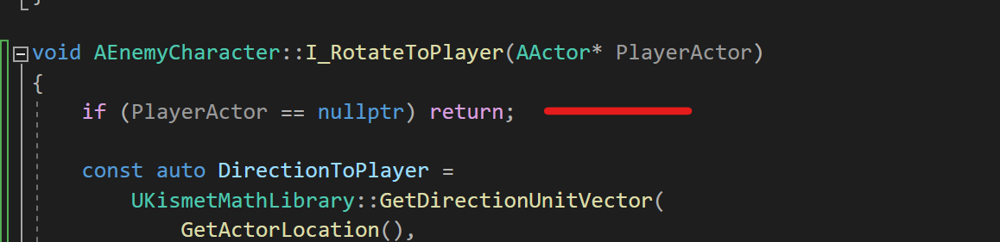 }
void AEnemyCharacter::I_RotateToPlayer(AActor* PlayerActor)
{
if (PlayerActor == nullptr) return;
const auto DirectionToPlayer =
UKismetMathLibrary::GetDirectionUnitVector(
GetActorLocation(),